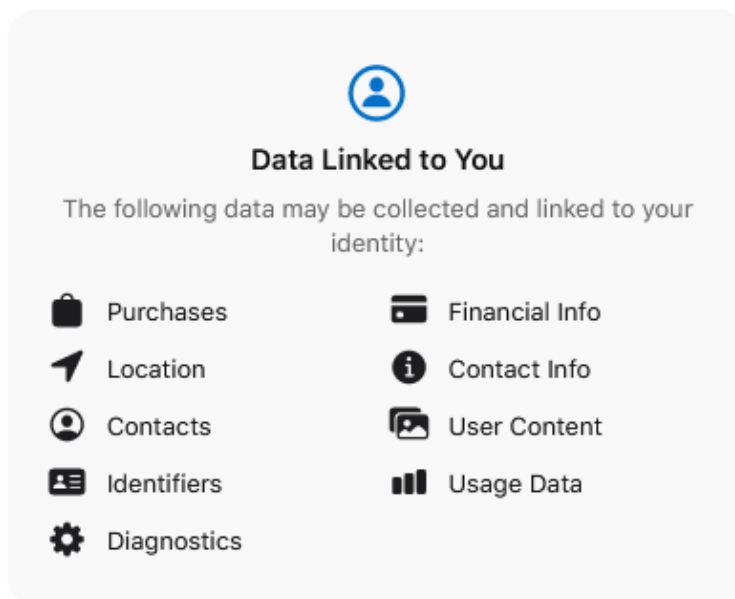 Data Linked to You
The following data may be collected and linked to your
identity:
Purchases
Financial Info
Location
Contact Info
Contacts
User Content
Identifiers
Usage Data
Diagnostics